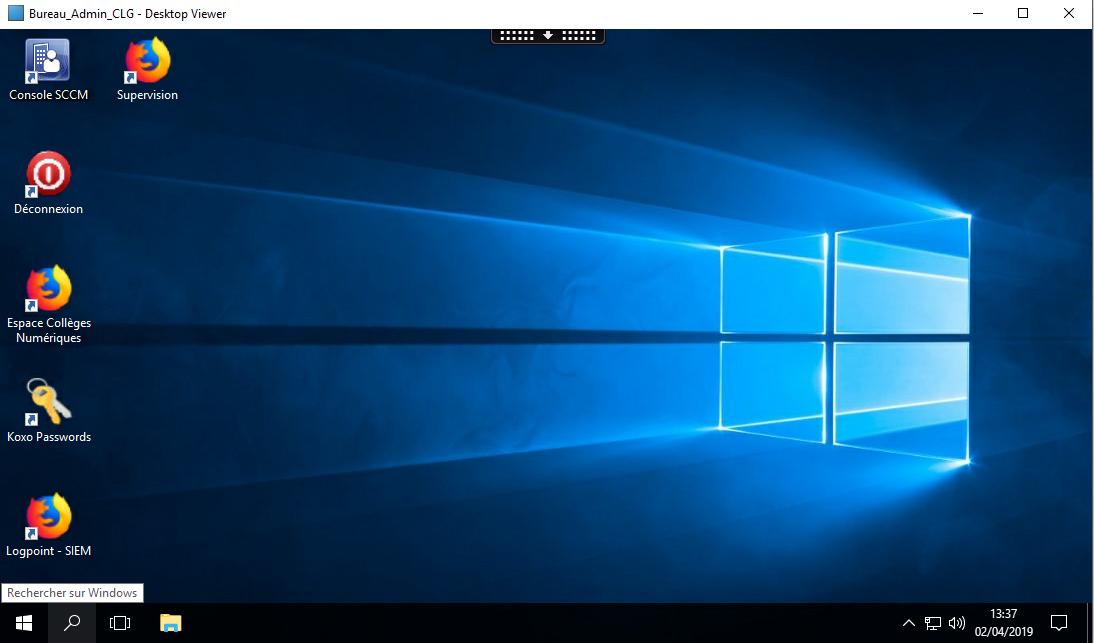 Bureau_Admin_CLG - Desktop Viewer
Console SCCM
Supervision
Déconnexion
Espace Collèges
Numériques
Koxo Passwords
Logpoint - SIEM
Rechercher sur Windows
13:37
02/04/2019